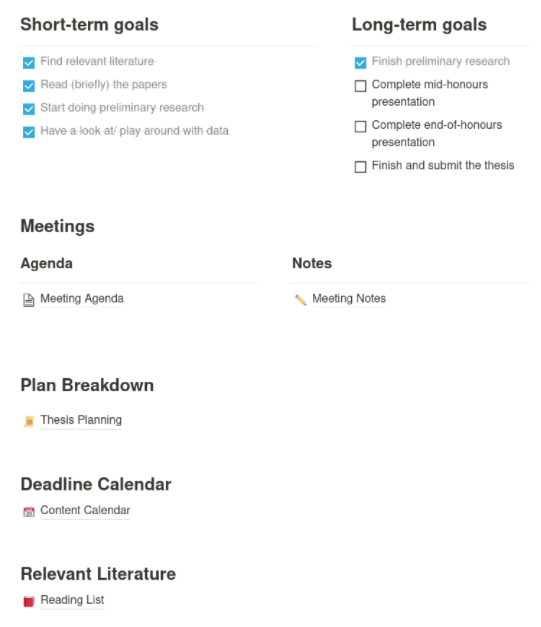 Short-term goals
Find relevant literature
Read (briefly) the papers
Start doing preliminary research
Have a look at/ play around with data
Long-term goals
Finish preliminary research
Complete mid-honours
presentation
Complete end-of-honours
presentation
Finish and submit the thesis
Meetings
Agenda
Meeting Agenda
Notes
Meeting Notes
Plan Breakdown
Thesis Planning
Deadline Calendar
Content Calendar
Relevant Literature
Reading List